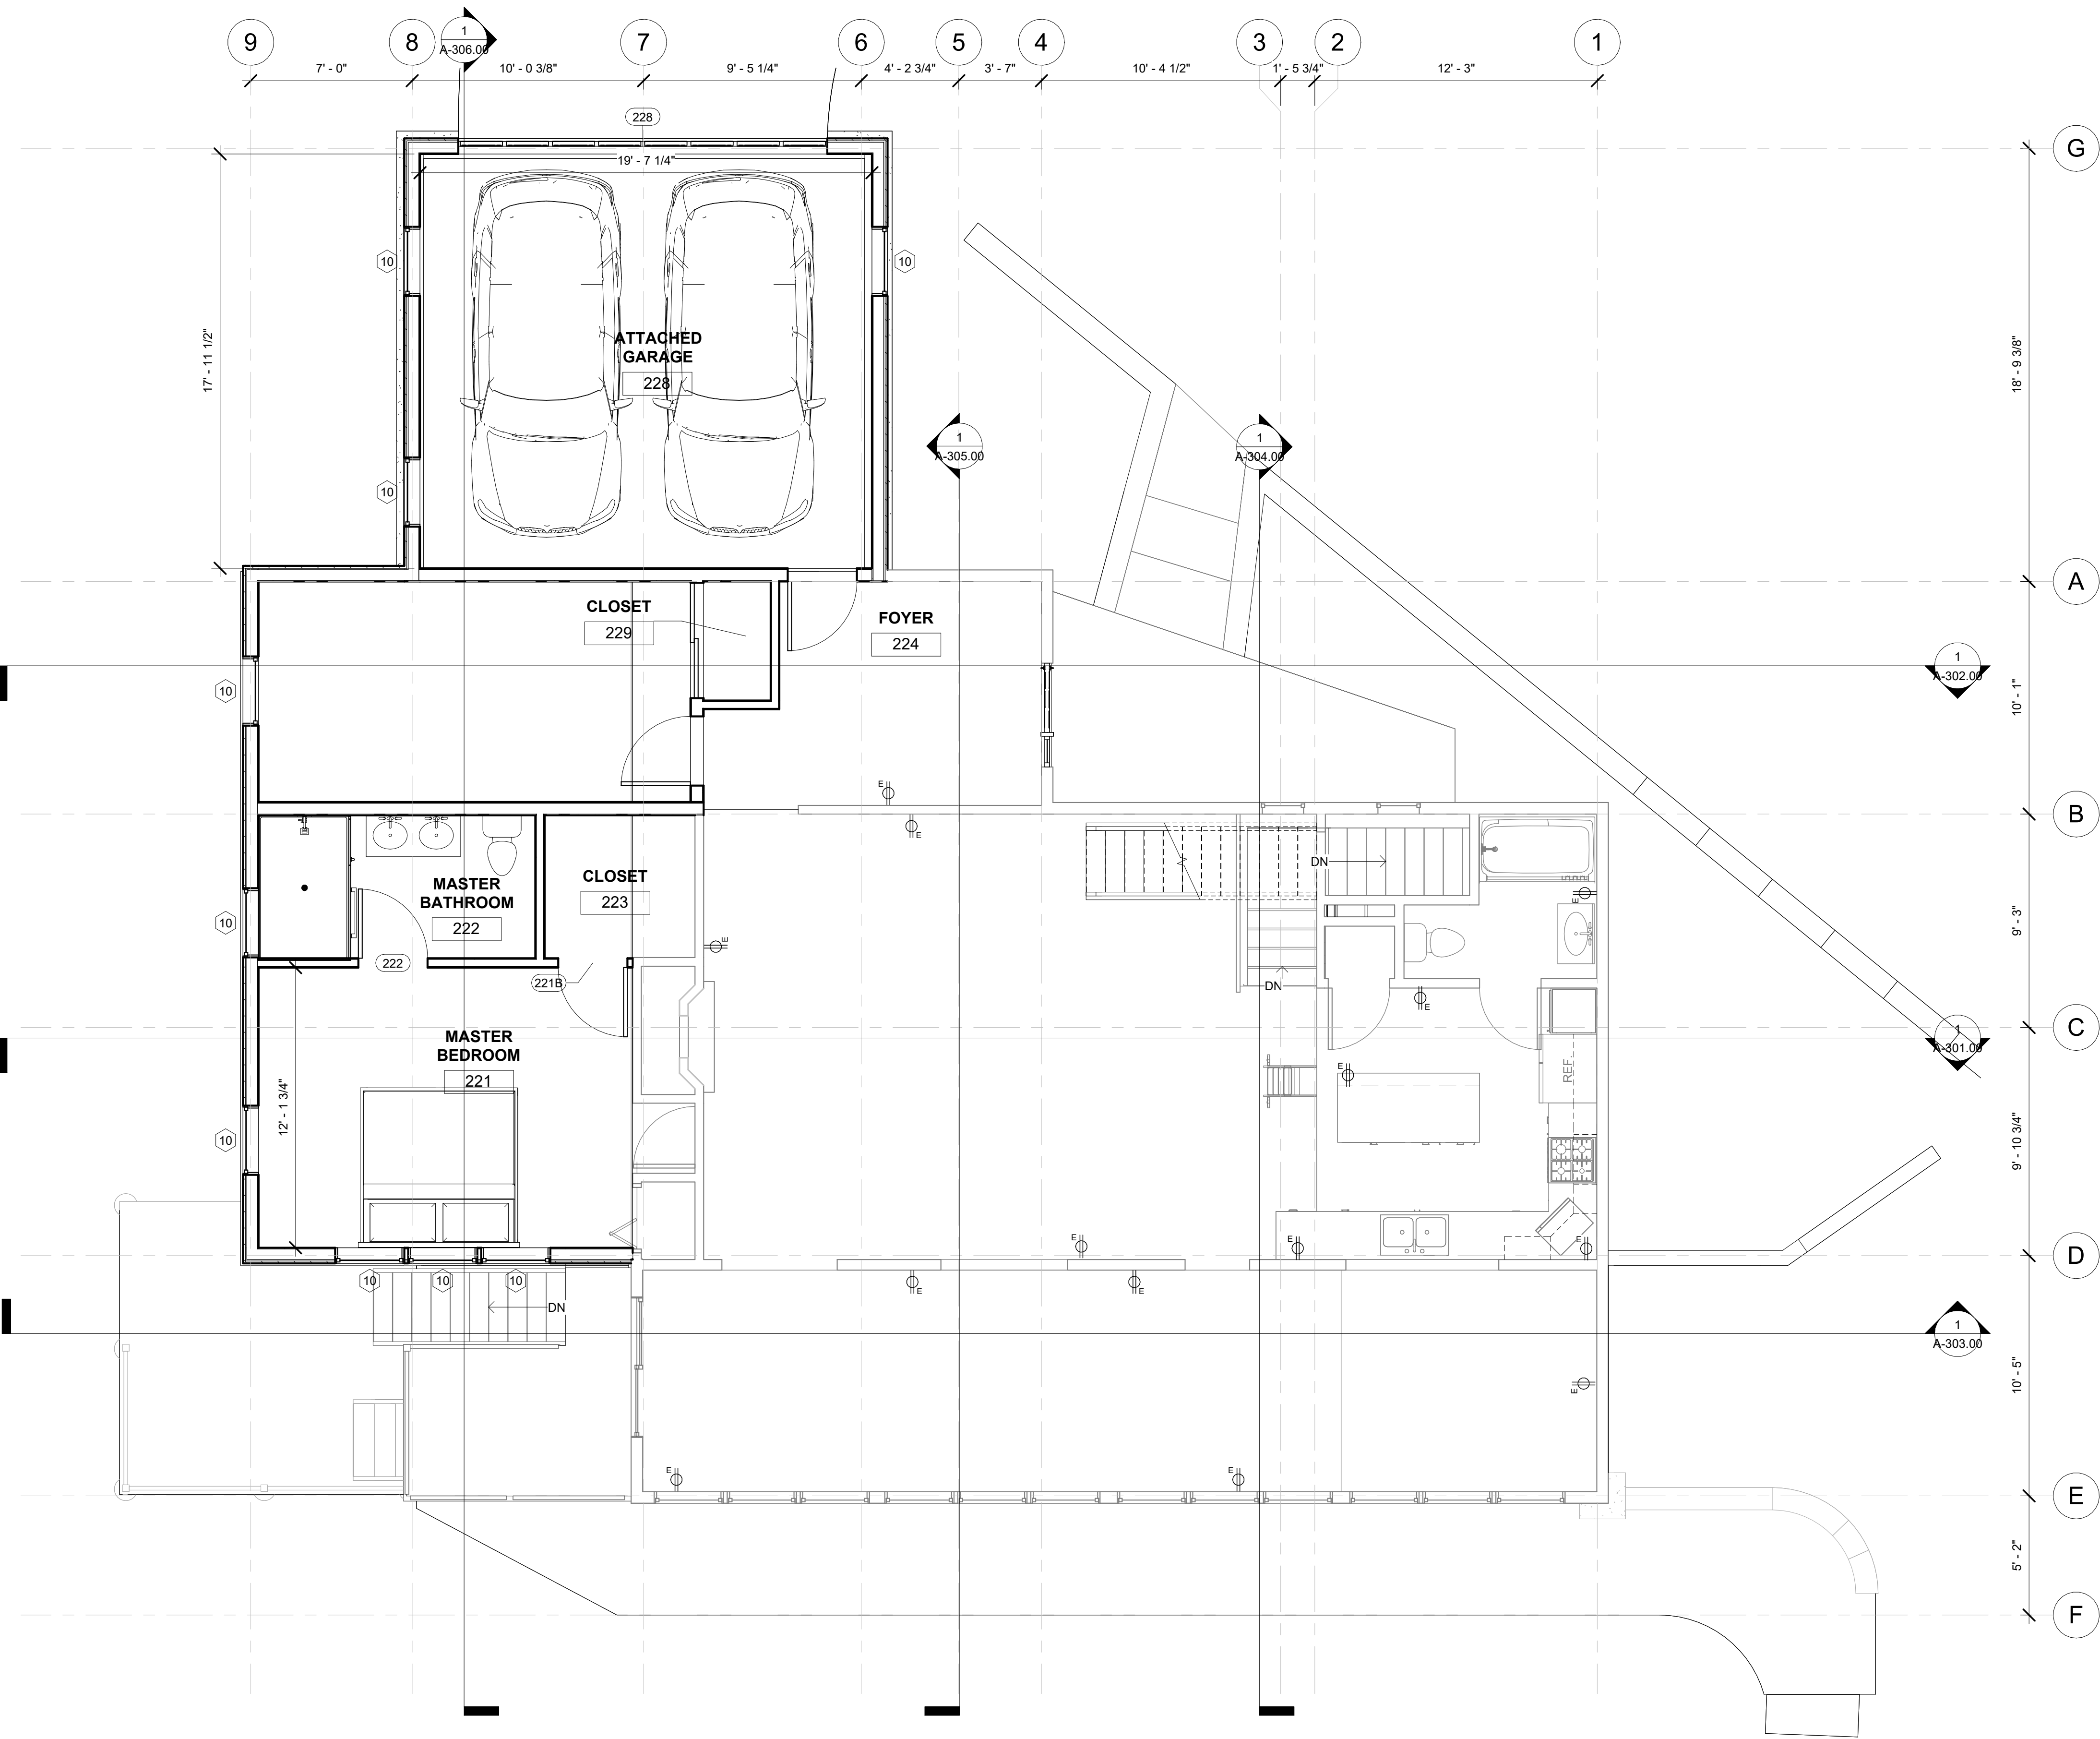 9
8
1
A-306.00
7
6
5
4
3
2
1
7' - 0"
10' - 0 3/8"
9' - 5 1/4"
4' - 2 3/4"
3' - 7"
10' - 4 1/2"
1' - 5 3/4"
12' - 3"
228
G
19' - 7 1/4"
10
10
ATTACHED
GARAGE
228
17' - 11 1/2"
18' - 9 3/8"
1
A-305.00
1
A-304.00
10
A
CLOSET
229
FOYER
224
1
A-302.00
10
10' - 1"
E
E
B
DN
MASTER
BATHROOM
222
CLOSET
223
E
10
9' - 3"
E
222
221B
DN
E
C
MASTER
BEDROOM
221
1
A-301.00
REF.
E
12' - 1 3/4"
10
9' - 10 3/4"
E
E
E
D
10
10
10
E
E
DN
1
A-303.00
10' - 5"
E
E
E
E
5' - 2"
F